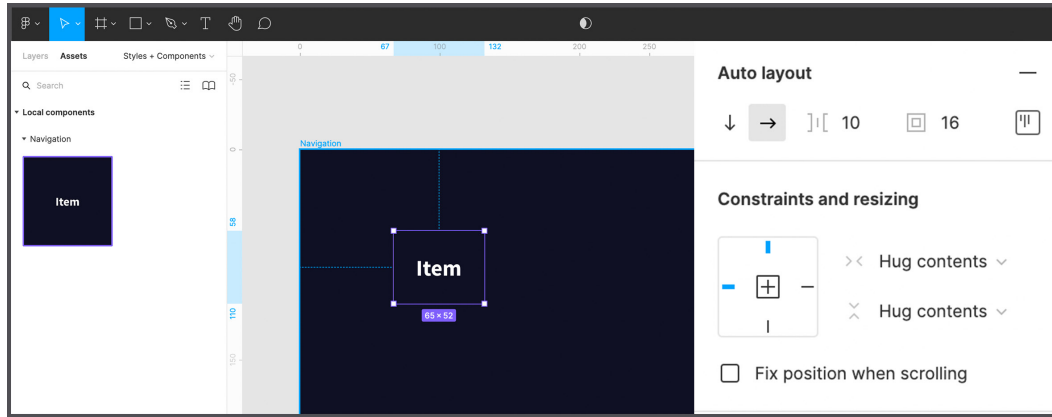 Layers Assets Styles + Components
Search
Local components
Navigation
Item
0 67 100 132 200 250
-50
0
58
110
150
Navigation
Item
65 × 52
Auto layout
10 16
Constraints and resizing
Hug contents
Hug contents
Fix position when scrolling